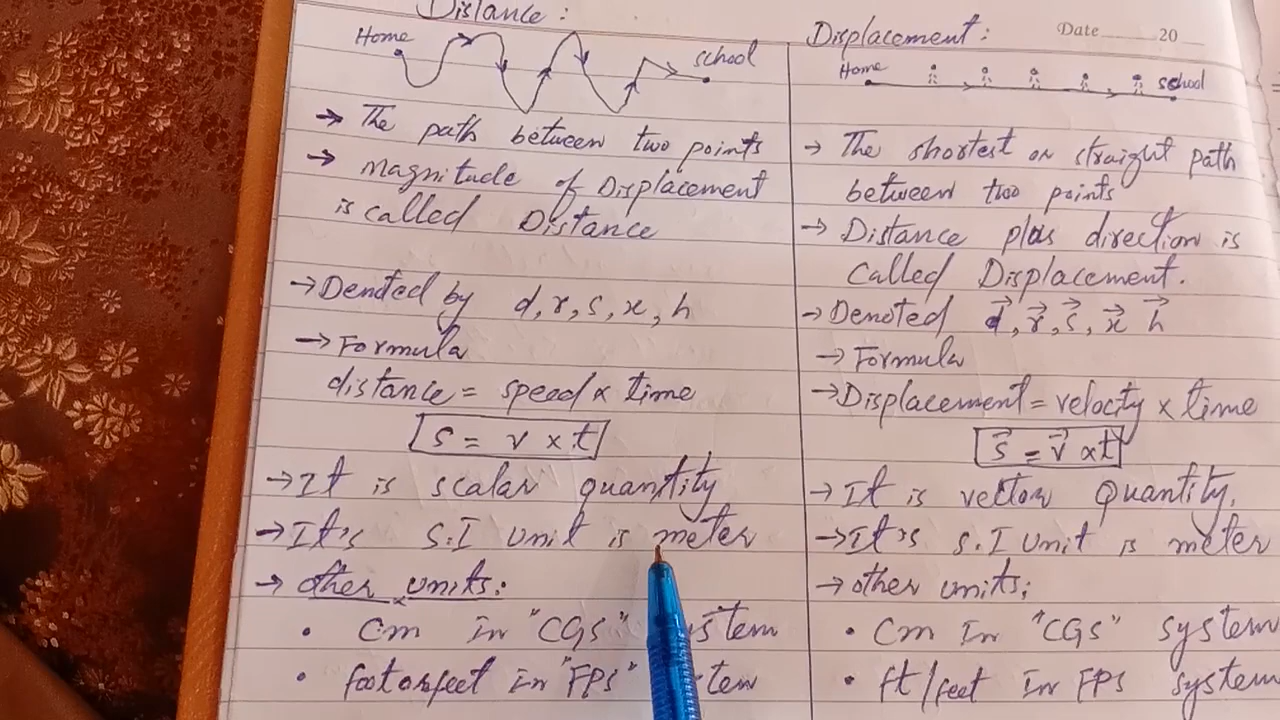 Distance:
Home
school
→ The path between two points
→ Magnitude of Displacement
is called Distance
→ Denoted by d, r, s, x, h
→ Formula
distance = speed x time
s = v x t
→ It is scalar quantity
→ It's S.I Unit is meter
→ other units:
• Cm In "CGS" system
• foot or feet in "FPS"
Displacement:
Date 20
Home
school
→ The shortest or straight path
between two points
→ Distance plus direction is
called Displacement.
→ Denoted d⃗, r⃗, s⃗, x⃗ h⃗
→ Formula
→ Displacement = velocity x time
s⃗ = v⃗ x t
→ It is vector Quantity.
→ It's S.I Unit is meter
→ other units;
• Cm In "CGS" system
• ft/feet In FPS system